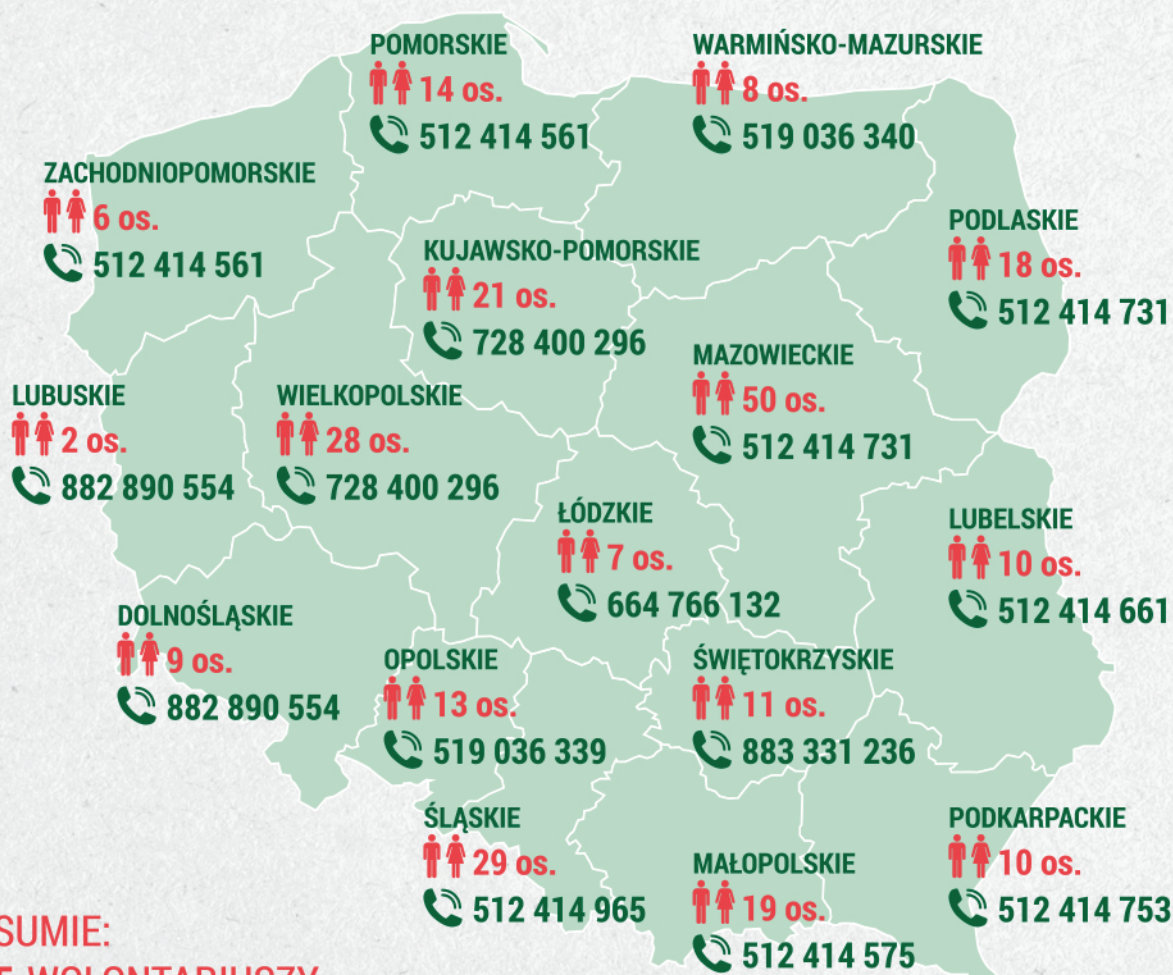 POMORSKIE
14 os.
512 414 561
WARMIŃSKO-MAZURSKIE
8 os.
519 036 340
ZACHODNIOPOMORSKIE
6 os.
512 414 561
PODLASKIE
18 os.
512 414 731
KUJAWSKO-POMORSKIE
21 os.
728 400 296
MAZOWIECKIE
50 os.
512 414 731
LUBUSKIE
2 os.
882 890 554
WIELKOPOLSKIE
28 os.
728 400 296
ŁÓDZKIE
7 os.
664 766 132
LUBELSKIE
10 os.
512 414 661
DOLNOŚLĄSKIE
9 os.
882 890 554
OPOLSKIE
13 os.
519 036 339
ŚWIĘTOKRZYSKIE
11 os.
883 331 236
ŚLĄSKIE
29 os.
512 414 965
MAŁOPOLSKIE
19 os.
512 414 575
PODKARPACKIE
10 os.
512 414 753
SUMIE:
WOLONTARIUSZY